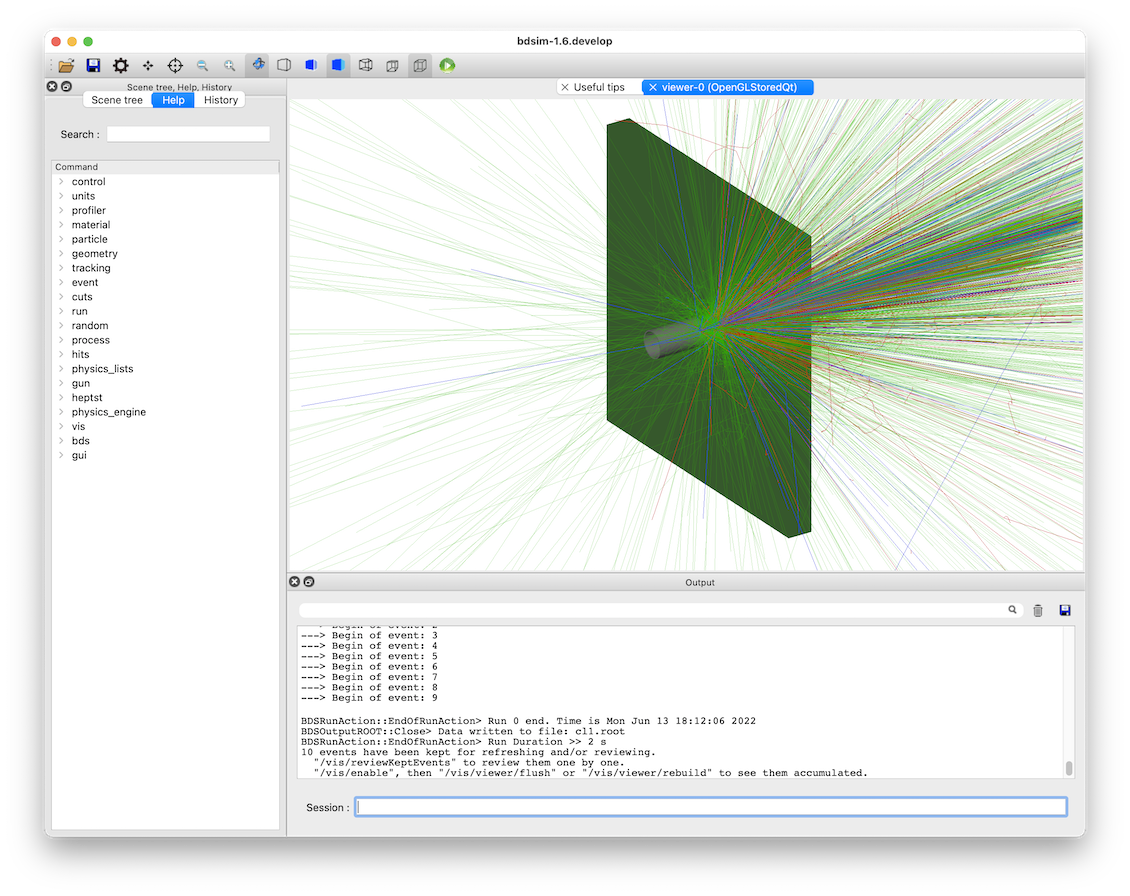 bdsim-1.6.develop
Scene tree, Help, History
Scene tree Help History
Search :
Command
control
units
profiler
material
particle
geometry
tracking
event
cuts
run
random
process
hits
physics_lists
gun
heptst
physics_engine
vis
bds
gui
Useful tips
viewer-0 (OpenGLStoredQt)
Output
---> Begin of event: 2
---> Begin of event: 3
---> Begin of event: 4
---> Begin of event: 5
---> Begin of event: 6
---> Begin of event: 7
---> Begin of event: 8
---> Begin of event: 9
BDSRunAction::EndOfRunAction> Run 0 end. Time is Mon Jun 13 18:12:06 2022
BDSOutputROOT::Close> Data written to file: cl1.root
BDSRunAction::EndOfRunAction> Run Duration >> 2 s
10 events have been kept for refreshing and/or reviewing.
"/vis/reviewKeptEvents" to review them one by one.
"/vis/enable", then "/vis/viewer/flush" or "/vis/viewer/rebuild" to see them accumulated.
Session :